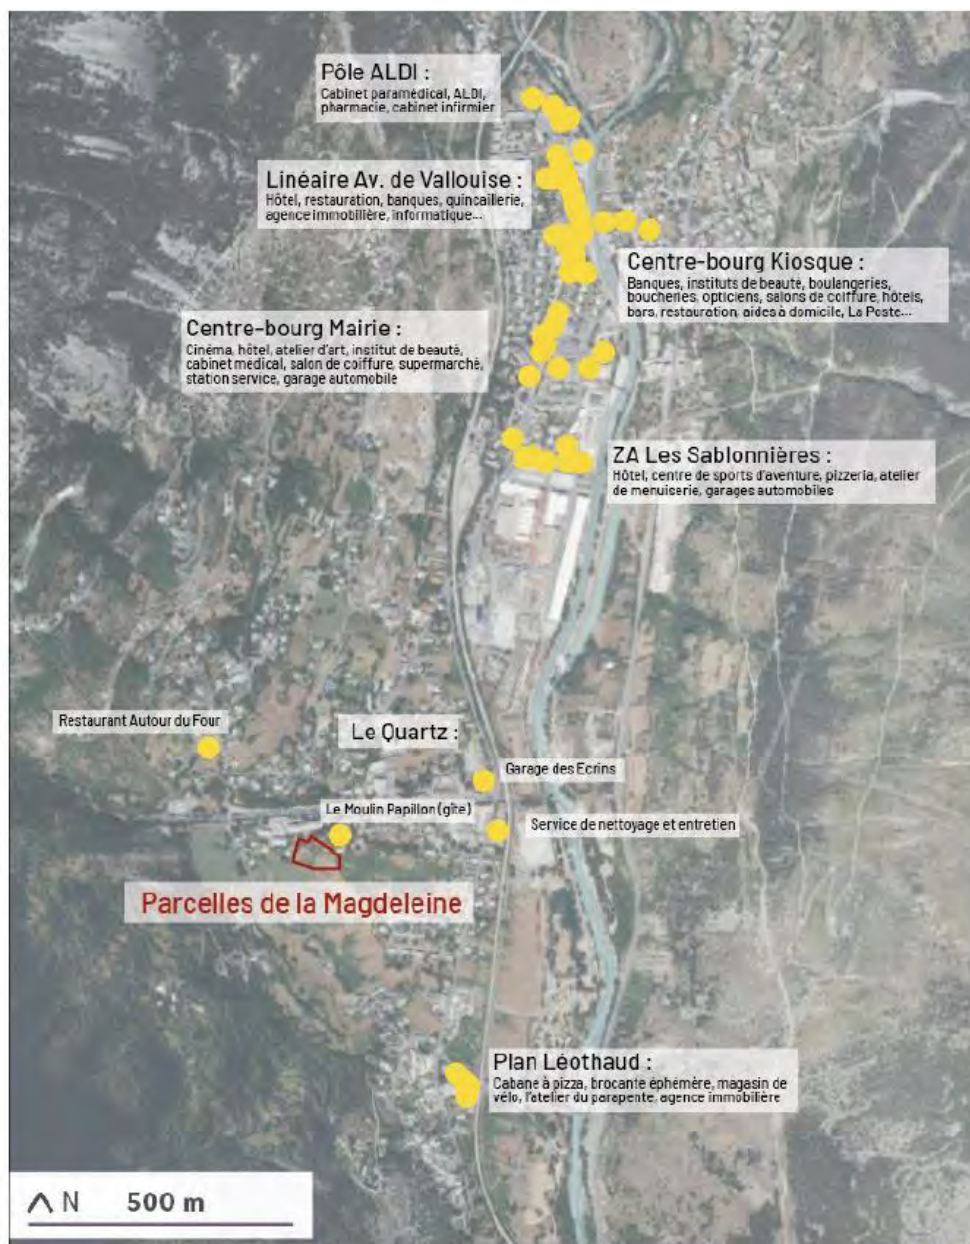 Pôle ALDI :
Cabinet paramédical, ALDI,
pharmacie, cabinet infirmier
Linéaire Av. de Vallouise :
Hôtel, restauration, banques, quincaillerie,
agence immobilière, informatique...
Centre-bourg Kiosque :
Banques, instituts de beauté, boulangeries,
boucheries, opticiens, salons de coiffure, hôtels,
bars, restauration, aides à domicile, La Poste...
Centre-bourg Mairie :
Cinéma, hôtel, atelier d'art, institut de beauté,
cabinet médical, salon de coiffure, supermarché,
station service, garage automobile
ZA Les Sablonnières :
Hôtel, centre de sports d'aventure, pizzeria, atelier
de menuiserie, garages automobiles
Restaurant Autour du Four
Le Quartz :
Garage des Ecrins
Le Moulin Papillon (gîte)
Service de nettoyage et entretien
Parcelles de la Magdeleine
Plan Léothaud :
Cabane à pizza, brocante éphémère, magasin de
vélo, l'atelier du parapente, agence immobilière
N 500 m